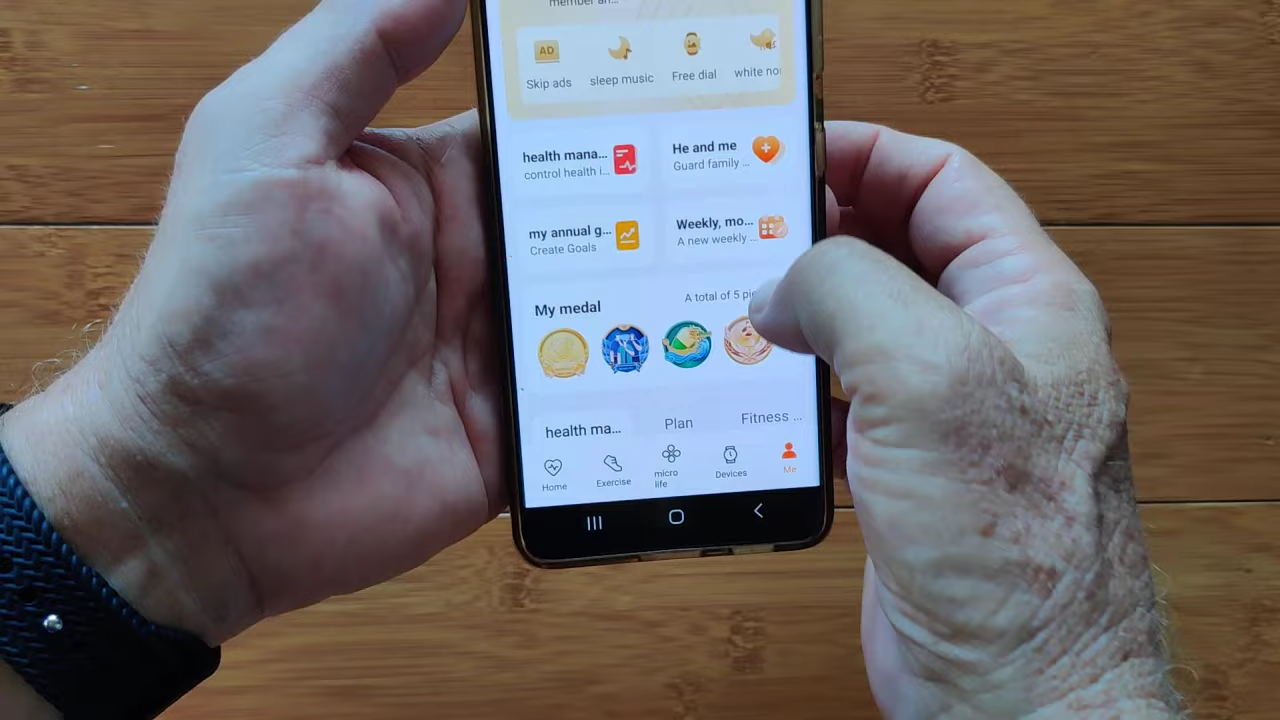 member an...
AD
Skip ads
sleep music
Free dial
white noi
health mana...
control health i...
He and me
Guard family ...
my annual g...
Create Goals
Weekly, mo...
A new weekly ...
My medal
A total of 5 pie
health ma...
Plan
Fitness ...
Home
Exercise
micro
life
Devices
Me